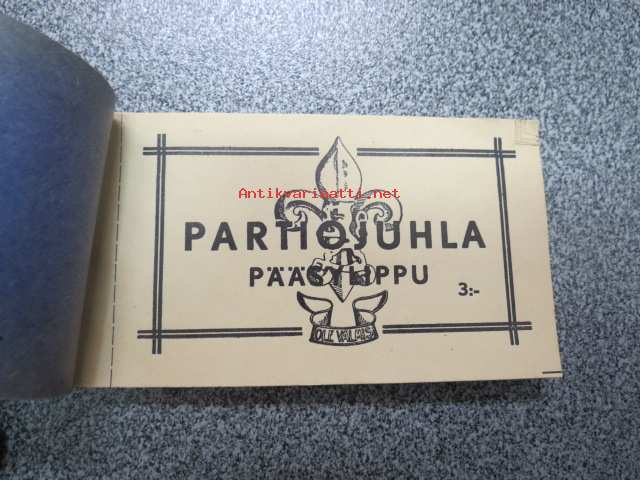 Antikvariaatti.net
PARTIOJUHLA
PÄÄSYLIPPU
3:-
OLE VALMIS